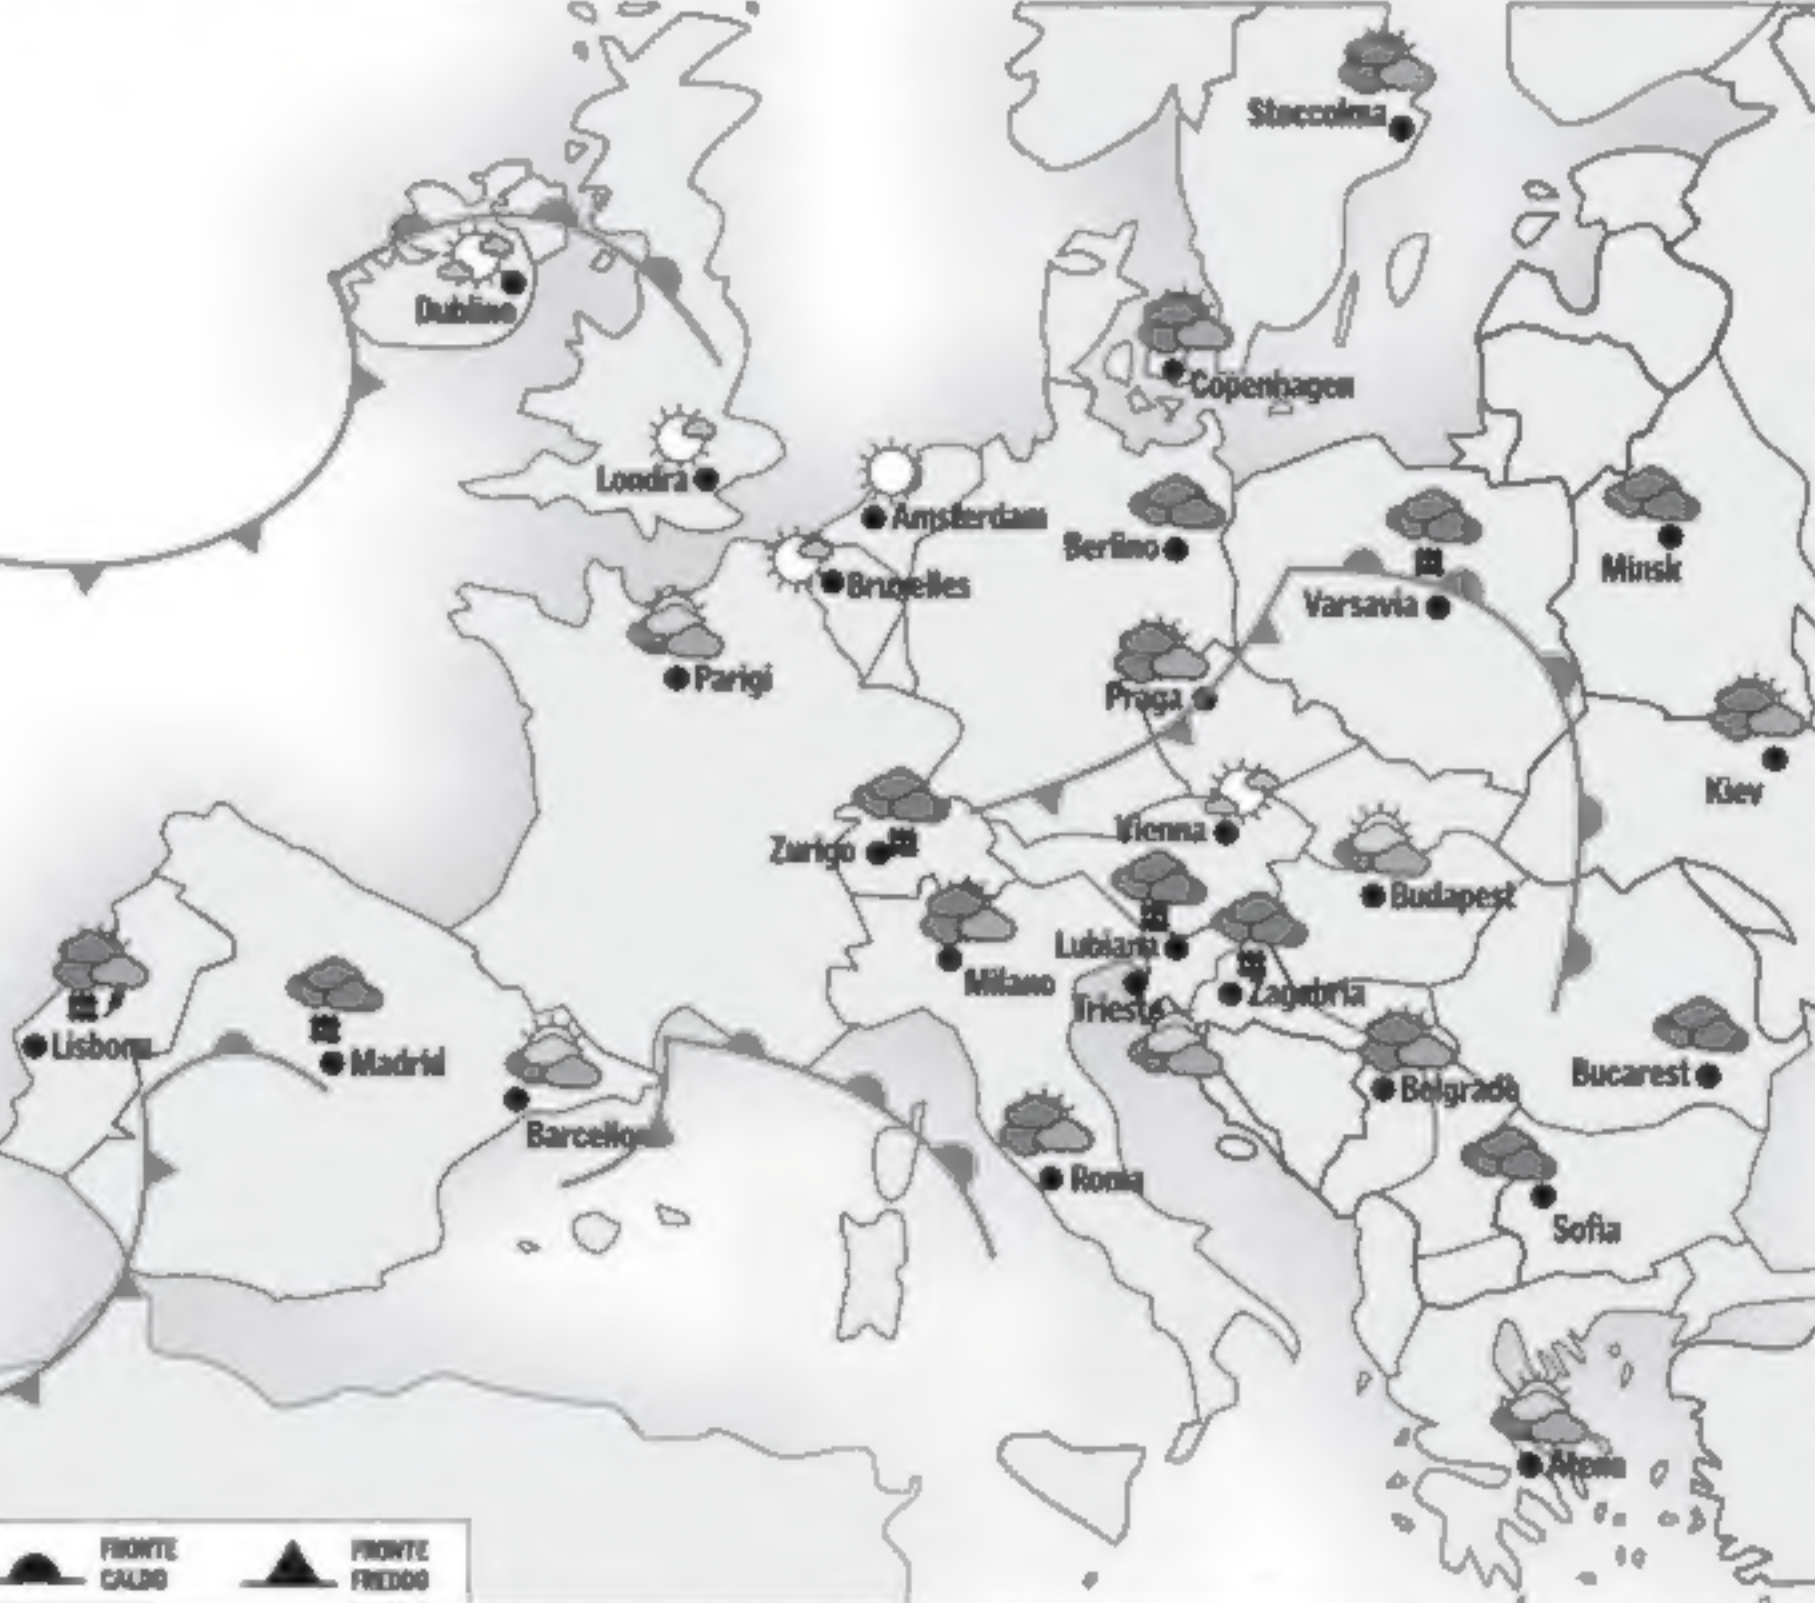 Stoccolma
Dublino
Copenhagen
Londra
Amsterdam
Berlino
Minsk
Bruxelles
Varsavia
Parigi
Praga
Kiev
Vienna
Zurigo
Budapest
Lubiana
Milano
Zagabria
Trieste
Lisbona
Madrid
Bucarest
Belgrado
Barcellona
Roma
Sofia
Atene
FRONTE
CALDO
FRONTE
FREDDO